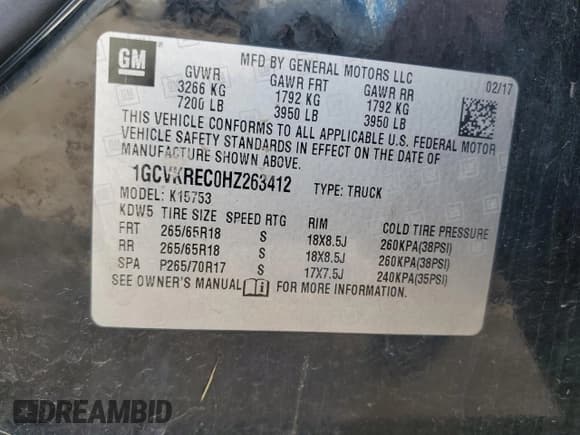 GM
MFD BY GENERAL MOTORS LLC
02/17
GVWR GAWR FRT GAWR RR
3266 KG 1792 KG 1792 KG
7200 LB 3950 LB 3950 LB
THIS VEHICLE CONFORMS TO ALL APPLICABLE U.S. FEDERAL MOTOR
VEHICLE SAFETY STANDARDS IN EFFECT ON THE DATE OF
MANUFACTURE SHOWN ABOVE.
1GCVKREC0HZ263412 TYPE: TRUCK
MODEL: K15753
KDW5 TIRE SIZE SPEED RTG RIM COLD TIRE PRESSURE
FRT 265/65R18 S 18X8.5J 260KPA(38PSI)
RR 265/65R18 S 18X8.5J 260KPA(38PSI)
SPA P265/70R17 S 17X7.5J 240KPA(35PSI)
SEE OWNER'S MANUAL FOR MORE INFORMATION.
DREAMBID